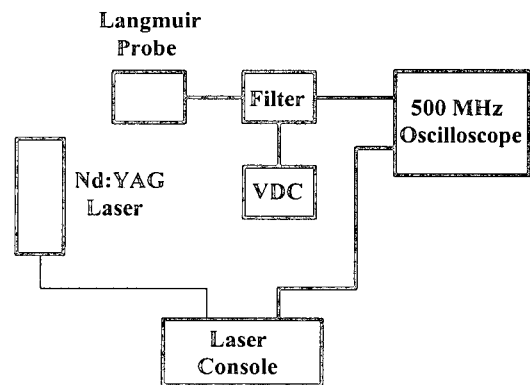 Langmuir
Probe
Filter
500 MHz
Oscilloscope
Nd:YAG
Laser
VDC
Laser
Console